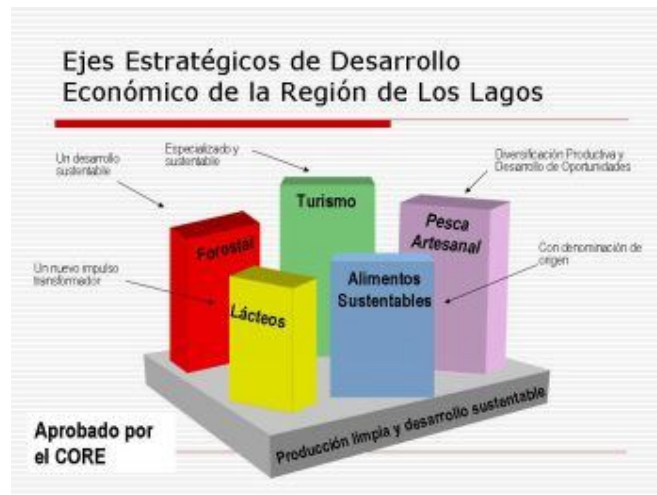 Ejes Estratégicos de Desarrollo
Económico de la Región de Los Lagos
Un desarrollo
sustentable
Especializado y
sustentable
Diversificación Productiva y
Desarrollo de Oportunidades
Turismo
Pesca
Artesanal
Forestal
Con denominación de
origen
Un nuevo impulso
transformador
Alimentos
Sustentables
Lácteos
Producción limpia y desarrollo sustentable
Aprobado por
el CORE